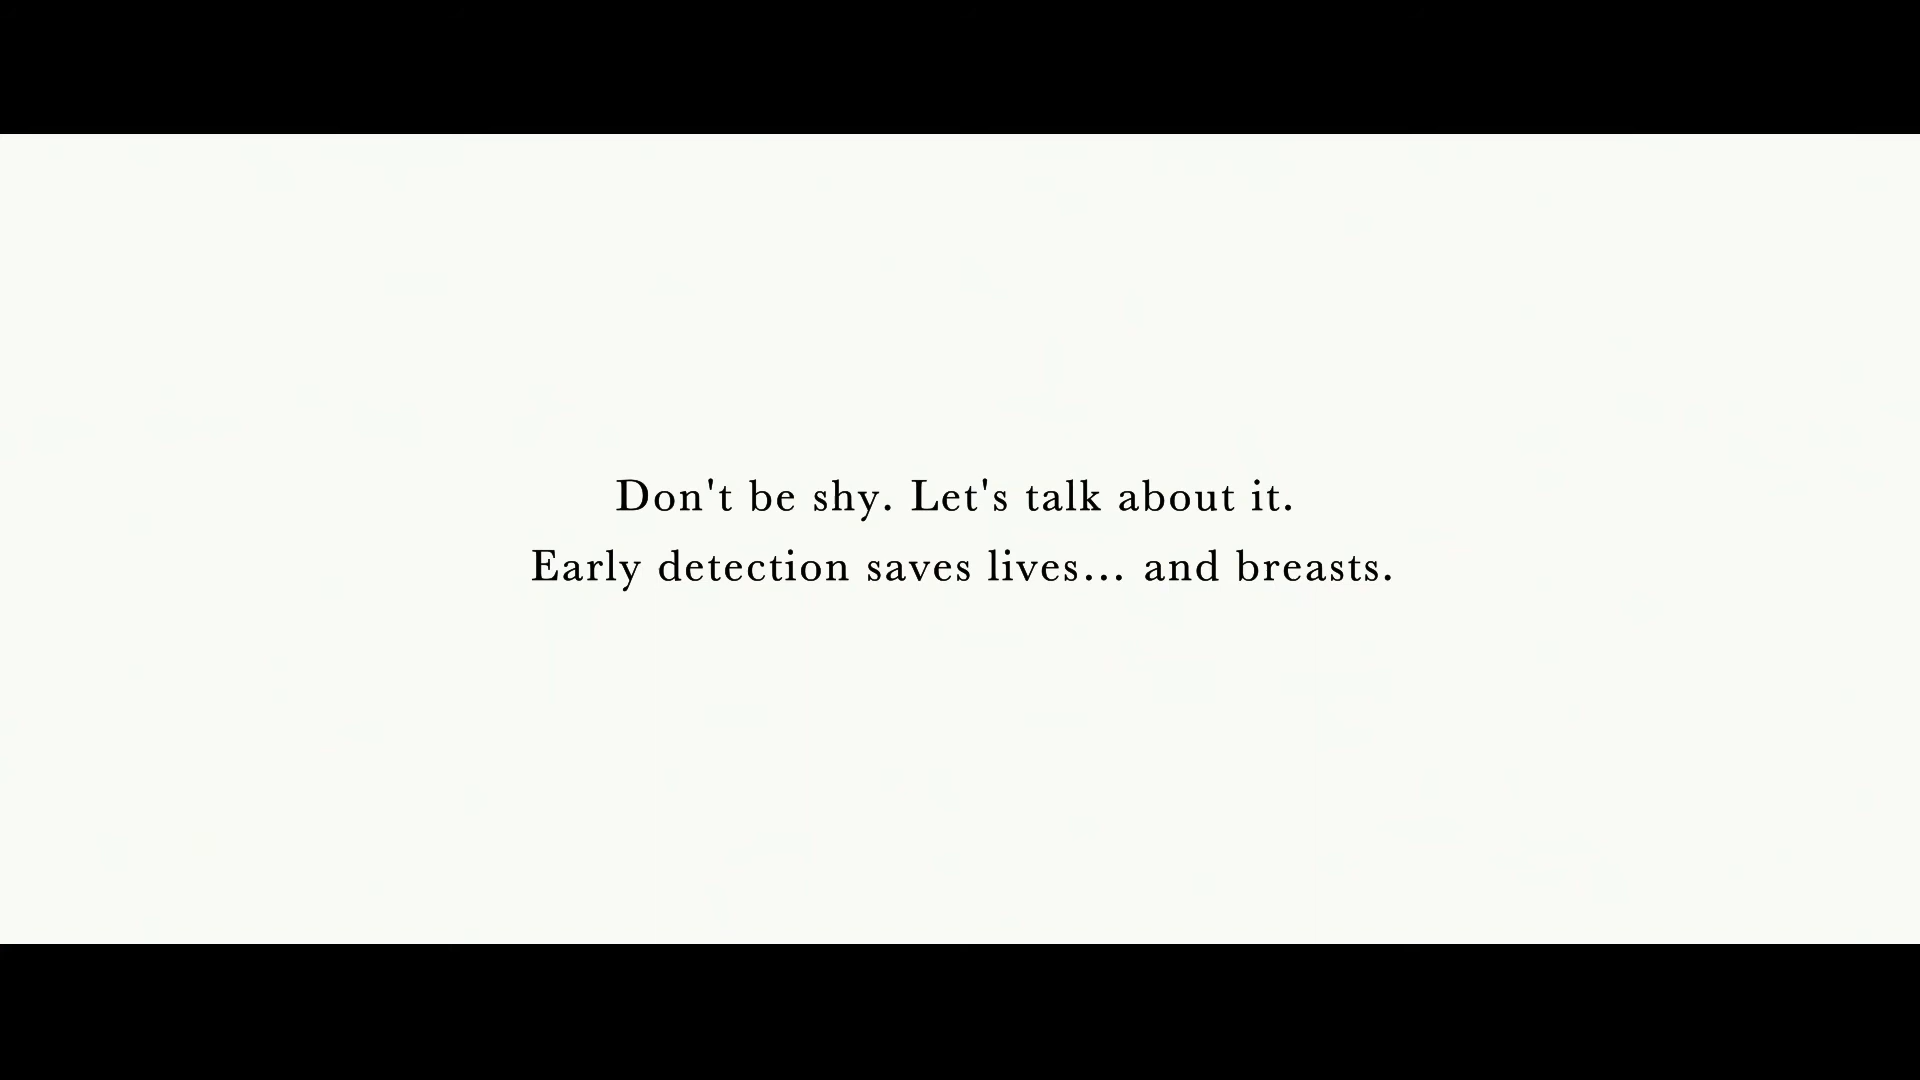 Don't be shy. Let's talk about it.
Early detection saves lives... and breasts.